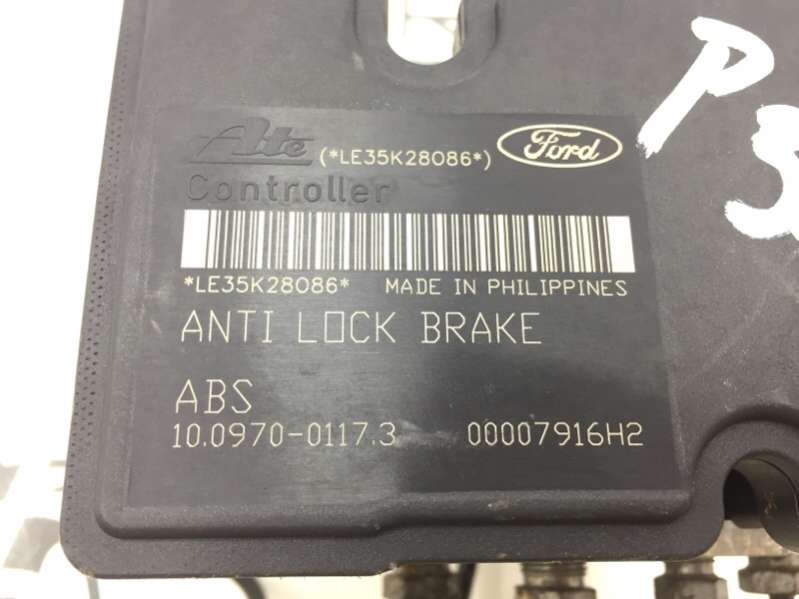 Ate (*LE35K28086*) Ford
Controller
*LE35K28086* MADE IN PHILIPPINES
ANTI LOCK BRAKE
ABS
10.0970-0117.3 00007916H2
P